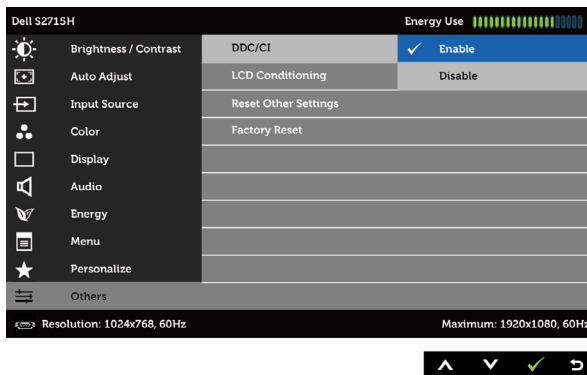 Dell S2715H Energy Use
Brightness / Contrast DDC/CI Enable
Auto Adjust LCD Conditioning Disable
Input Source Reset Other Settings
Color Factory Reset
Display
Audio
Energy
Menu
Personalize
Others
Resolution: 1024x768, 60Hz Maximum: 1920x1080, 60Hz